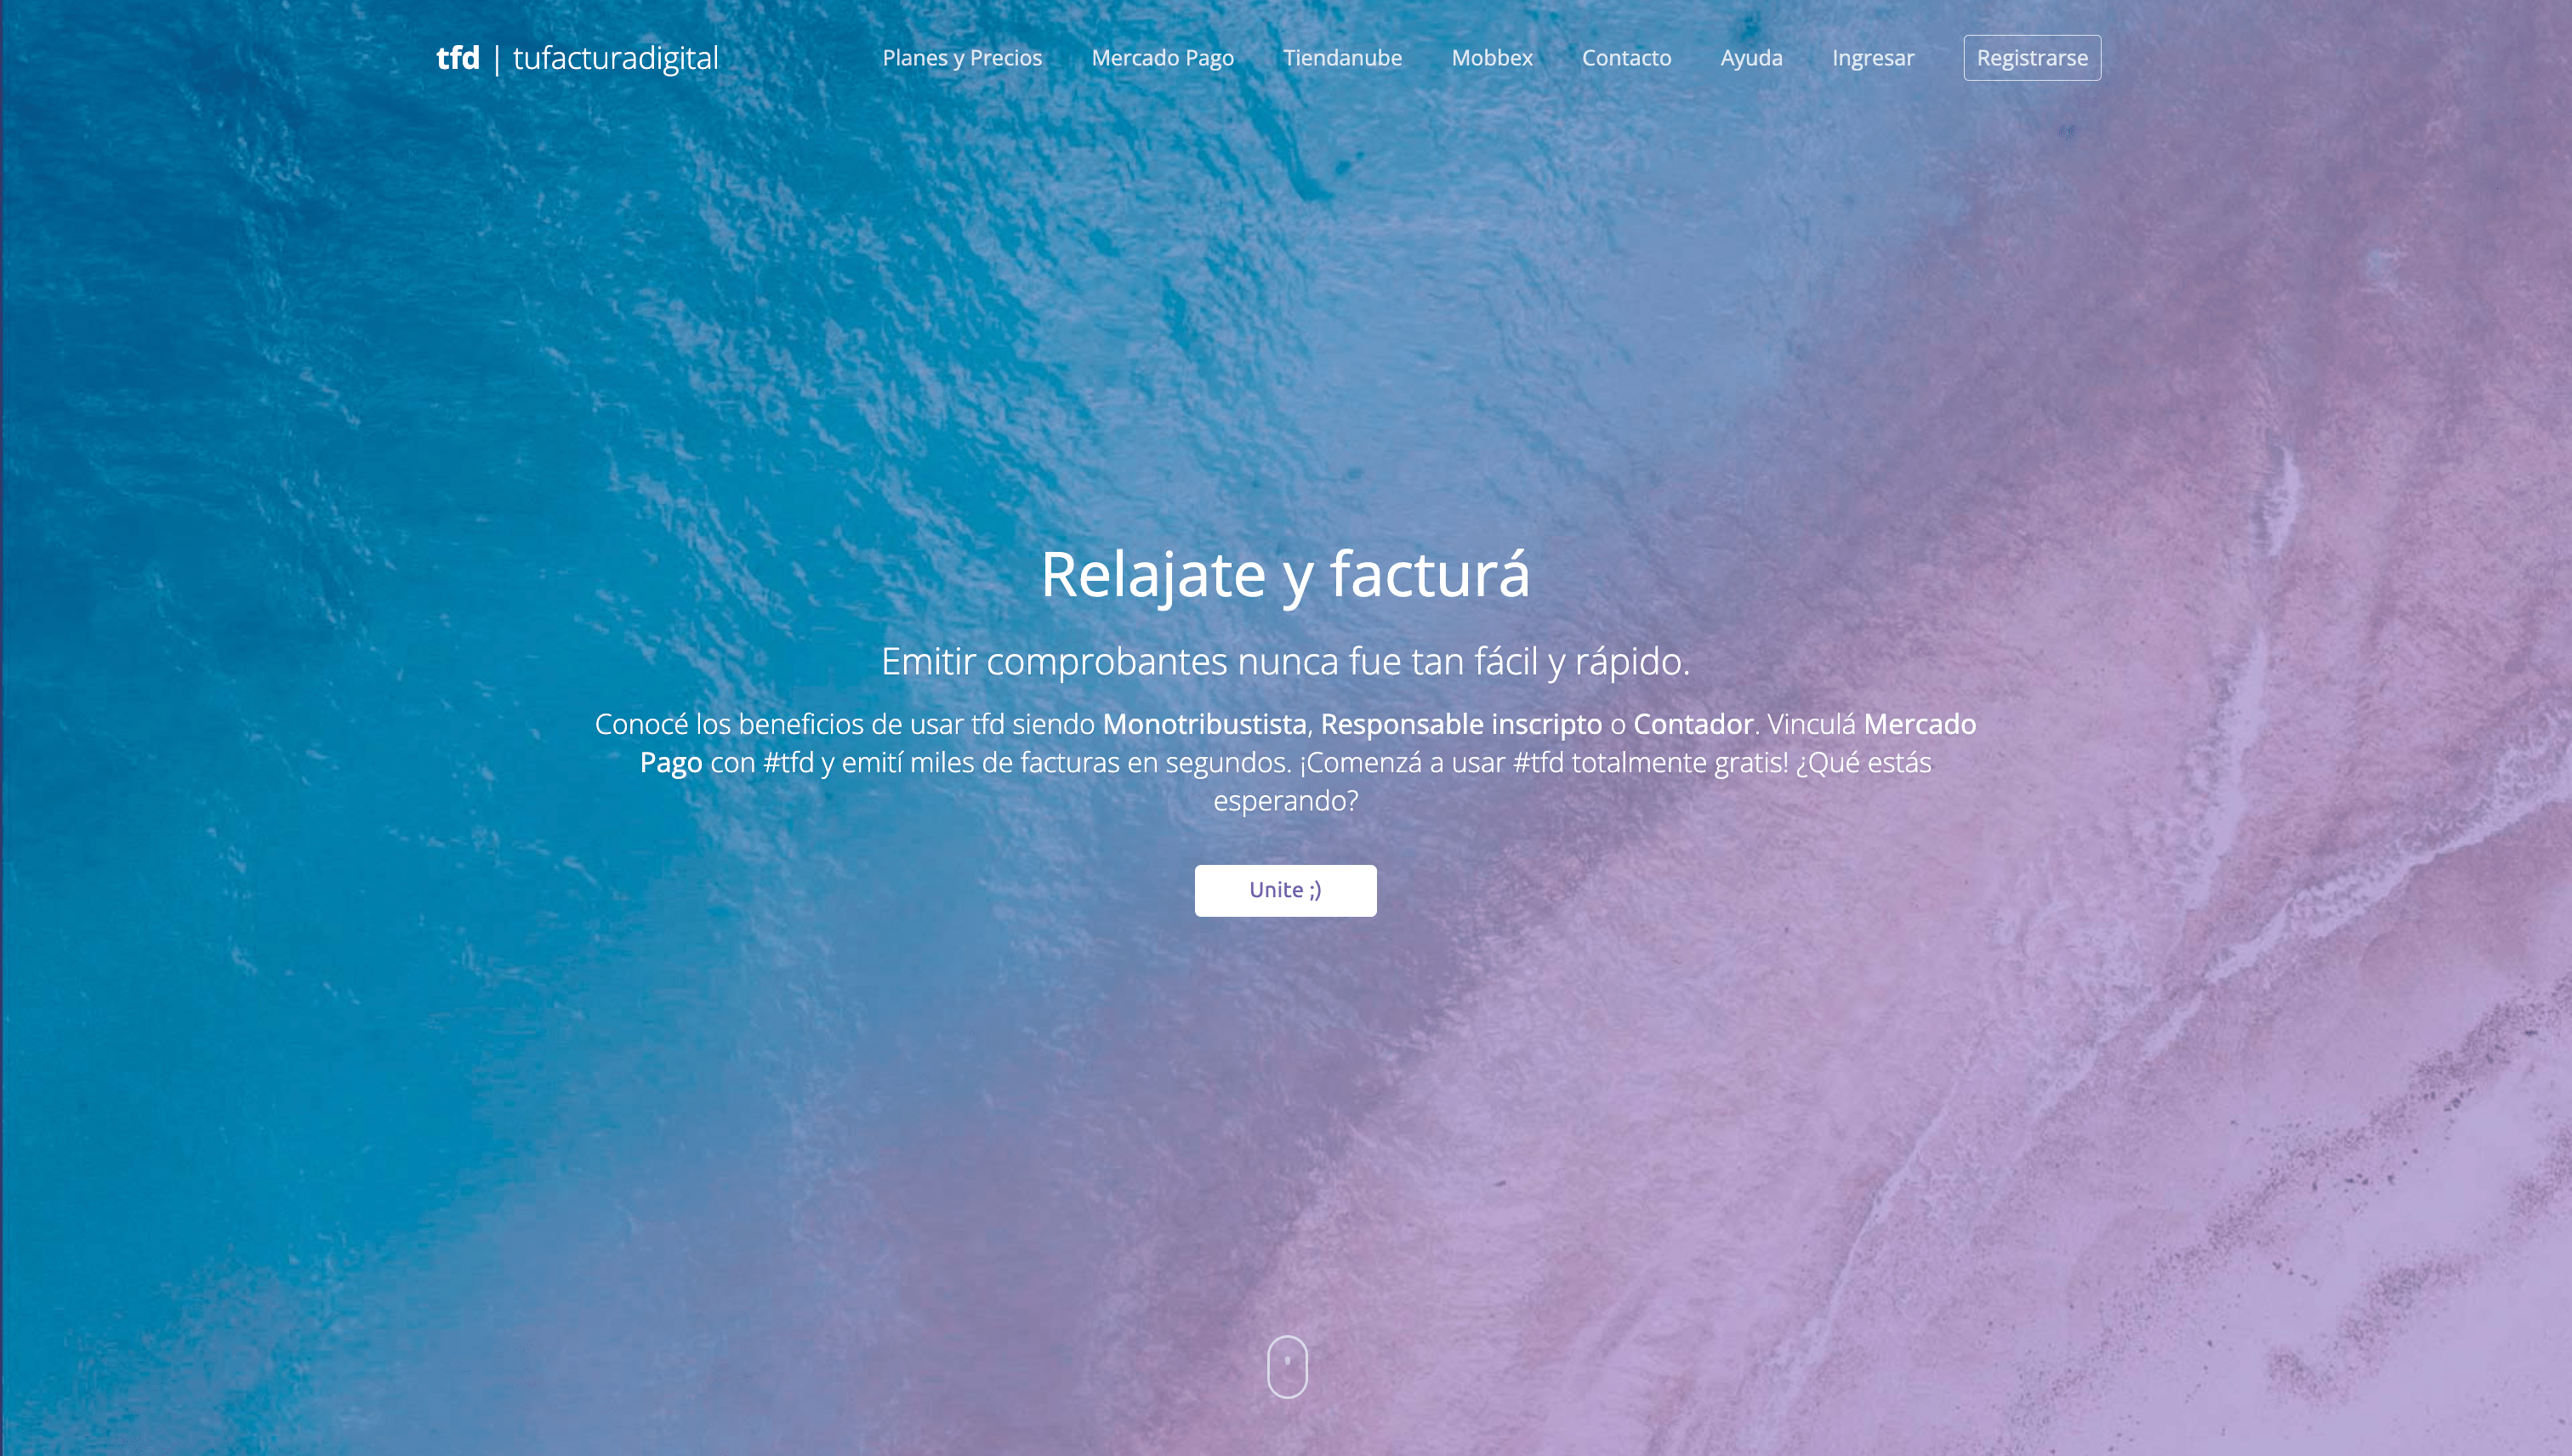 tfd | tufacturadigital
Planes y Precios
Mercado Pago
Tiendanube
Mobbex
Contacto
Ayuda
Ingresar
Registrarse
Relajate y facturá
Emitir comprobantes nunca fue tan fácil y rápido.
Conocé los beneficios de usar tfd siendo Monotribustista, Responsable inscripto o Contador. Vinculá Mercado
Pago con #tfd y emití miles de facturas en segundos. ¡Comenzá a usar #tfd totalmente gratis! ¿Qué estás
esperando?
Unite ;)